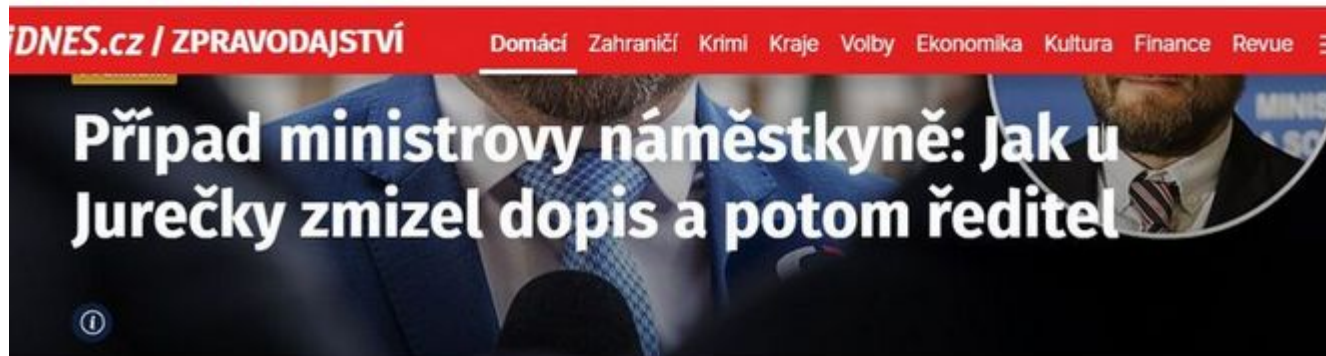 iDNES.cz / ZPRAVODAJSTVÍ Domácí Zahraničí Krimi Kraje Volby Ekonomika Kultura Finance Revue
Případ ministrovy náměstkyně: Jak u
Jurečky zmizel dopis a potom ředitel